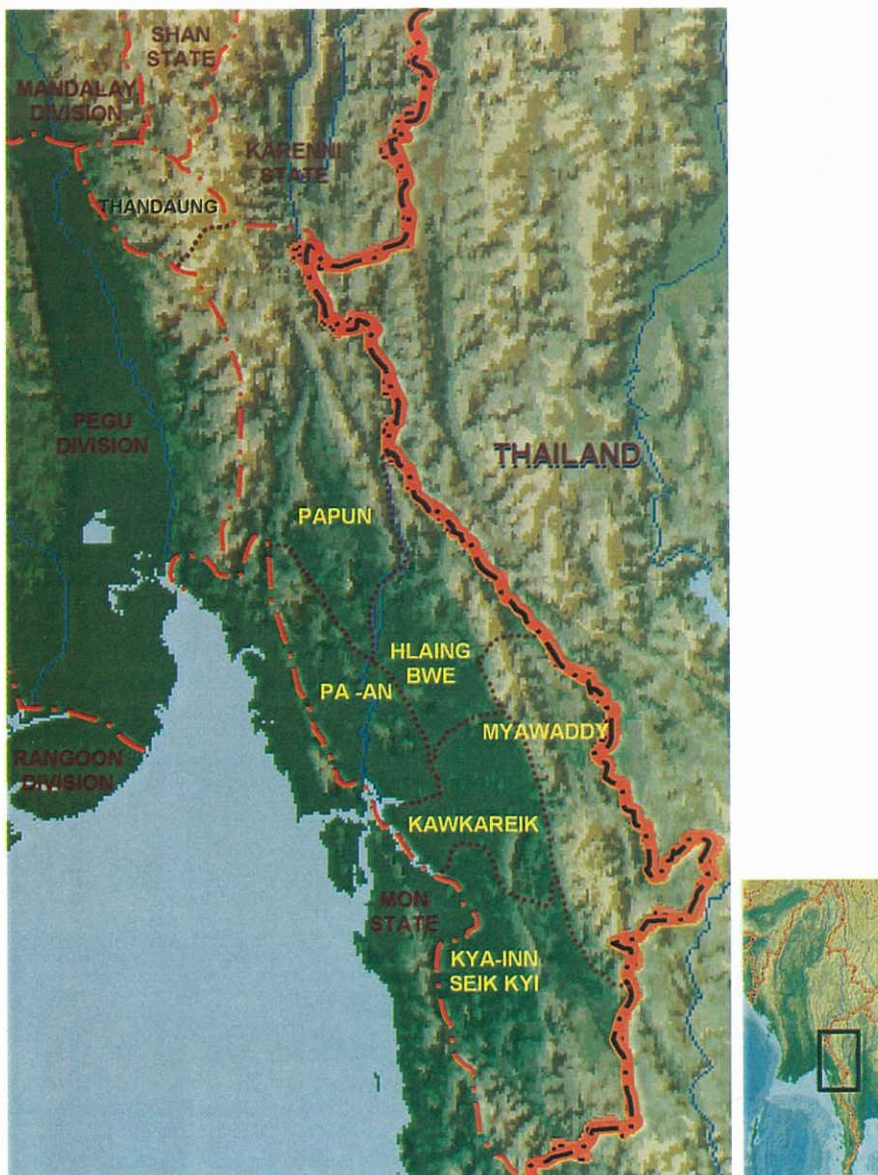 SHAN
STATE
MANDALAY
DIVISION
KARENNI
STATE
THANDAUNG
PEGU
DIVISION
THAILAND
PAPUN
HLAING
BWE
PA -AN
MYAWADDY
RANGOON
DIVISION
KAWKAREIK
MON
STATE
KYA-INN
SEIK KYI